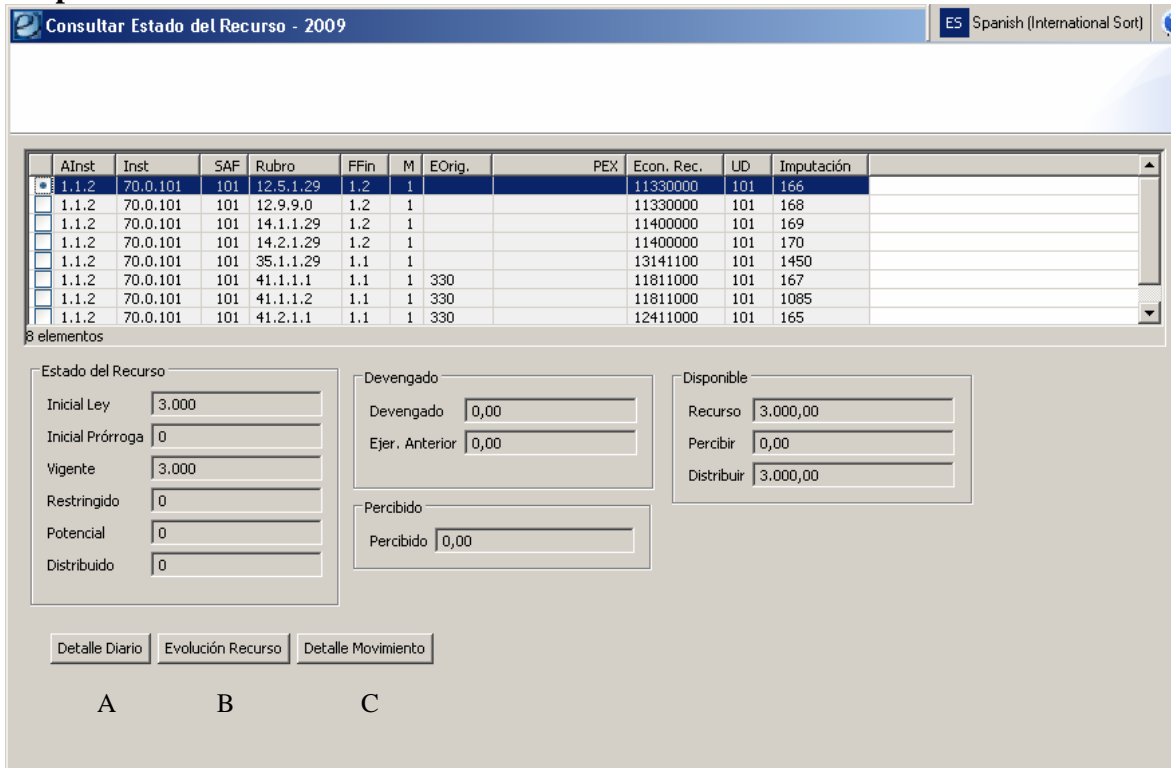 Consultar Estado del Recurso - 2009
ES Spanish (International Sort)
AInst Inst SAF Rubro FFin M EOrig. PEX Econ. Rec. UD Imputación
1.1.2 70.0.101 101 12.5.1.29 1.2 1 11330000 101 166
1.1.2 70.0.101 101 12.9.9.0 1.2 1 11330000 101 168
1.1.2 70.0.101 101 14.1.1.29 1.2 1 11400000 101 169
1.1.2 70.0.101 101 14.2.1.29 1.2 1 11400000 101 170
1.1.2 70.0.101 101 35.1.1.29 1.1 1 13141100 101 1450
1.1.2 70.0.101 101 41.1.1.1 1.1 1 330 11811000 101 167
1.1.2 70.0.101 101 41.1.1.2 1.1 1 330 11811000 101 1085
1.1.2 70.0.101 101 41.2.1.1 1.1 1 330 12411000 101 165
8 elementos
Estado del Recurso
Inicial Ley 3.000
Inicial Prórroga 0
Vigente 3.000
Restringido 0
Potencial 0
Distribuido 0
Devengado
Devengado 0,00
Ejer. Anterior 0,00
Percibido
Percibido 0,00
Disponible
Recurso 3.000,00
Percibir 0,00
Distribuir 3.000,00
Detalle Diario Evolución Recurso Detalle Movimiento
A B C